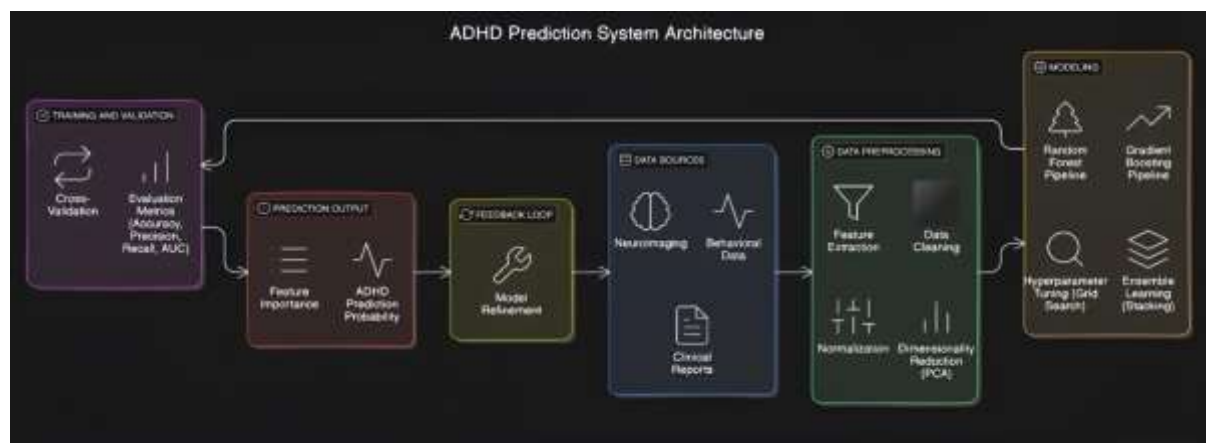 ADHD Prediction System Architecture
TRAINING AND VALIDATION
Cross-
Validation
Evaluation
Metrics
(Accuracy,
Precision,
Recall, AUC)
PREDICTION OUTPUT
Feature
Importance
ADHD
Prediction
Probability
FEEDBACK LOOP
Model
Refinement
DATA SOURCES
Neuroimaging
Behavioral
Data
Clinical
Reports
DATA PREPROCESSING
Feature
Extraction
Data
Cleaning
Normalization
Dimensionality
Reduction
(PCA)
MODELING
Random
Forest
Pipeline
Gradient
Boosting
Pipeline
Hyperparameter
Tuning (Grid
Search)
Ensemble
Learning
(Stacking)